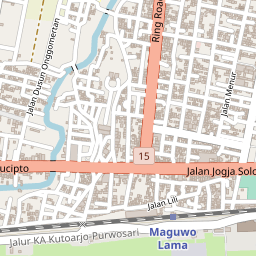 Ring Roa
Jalan Dusun Onggomertan
Jalan Menur
15
ucipto
Jalan Jogja Solo
Jalan Lili
Maguwo
Lama
Jalur KA Kutoarjo-Purwosari